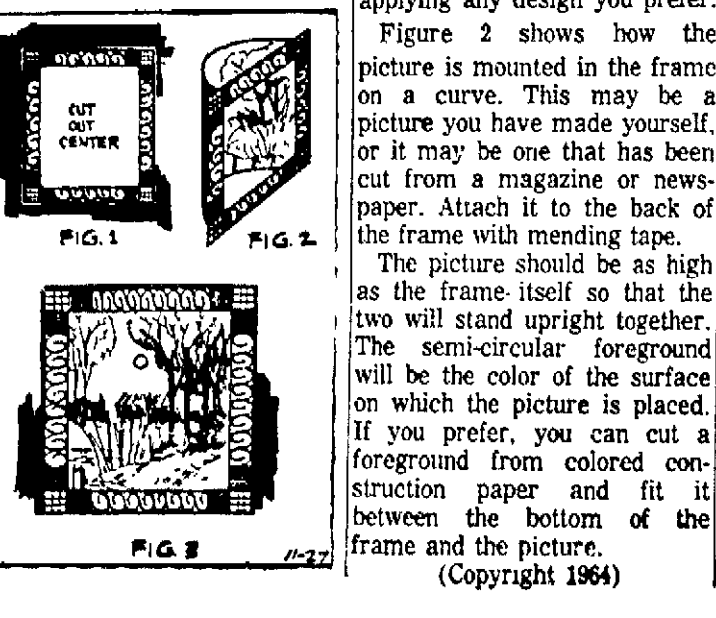 CUT
OUT
CENTER
FIG. 1
FIG. 2
FIG. 3
11-27
applying any design you prefer.
Figure 2 shows how the
picture is mounted in the frame
on a curve. This may be a
picture you have made yourself,
or it may be one that has been
cut from a magazine or news-
paper. Attach it to the back of
the frame with mending tape.
The picture should be as high
as the frame itself so that the
two will stand upright together.
The semi-circular foreground
will be the color of the surface
on which the picture is placed.
If you prefer, you can cut a
foreground from colored con-
struction paper and fit it
between the bottom of the
frame and the picture.
(Copyright 1964)